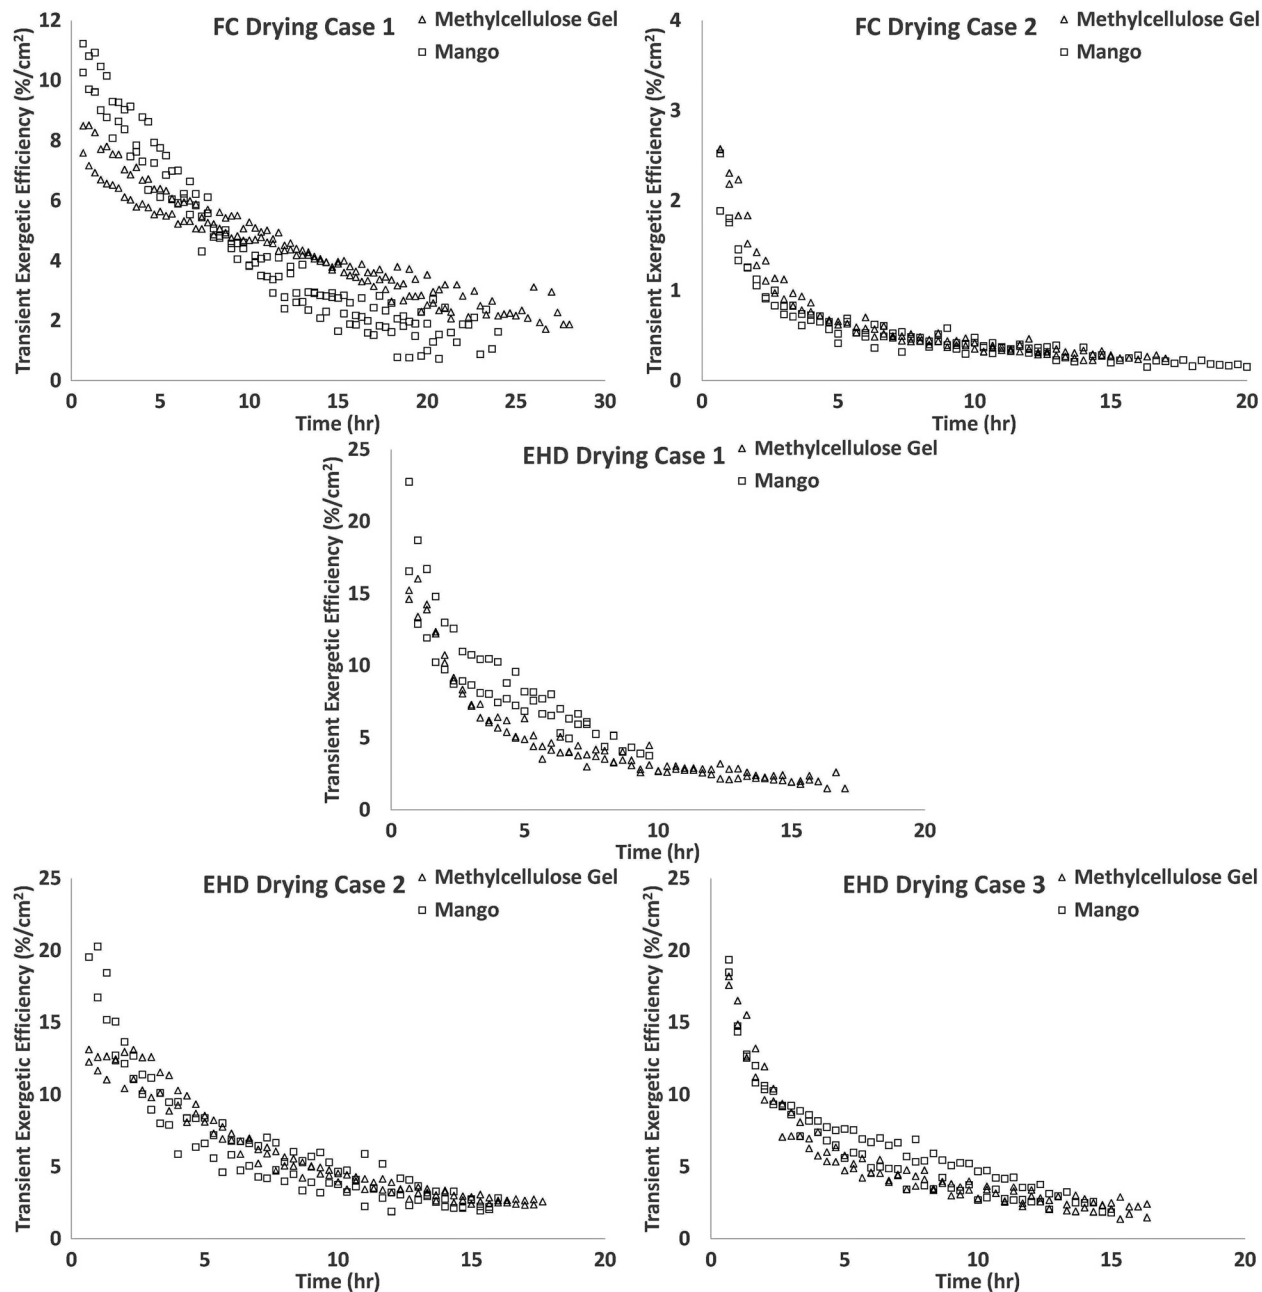 FC Drying Case 1
Methylcellulose Gel
Mango
Transient Exergetic Efficiency (%/cm²)
12
10
8
6
4
2
0
0 5 10 15 20 25 30
Time (hr)
FC Drying Case 2
Methylcellulose Gel
Mango
Transient Exergetic Efficiency (%/cm²)
4
3
2
1
0
0 5 10 15 20
Time (hr)
EHD Drying Case 1
Methylcellulose Gel
Mango
Transient Exergetic Efficiency (%/cm²)
25
20
15
10
5
0
0 5 10 15 20
Time (hr)
EHD Drying Case 2
Methylcellulose Gel
Mango
Transient Exergetic Efficiency (%/cm²)
25
20
15
10
5
0
0 5 10 15 20
Time (hr)
EHD Drying Case 3
Methylcellulose Gel
Mango
Transient Exergetic Efficiency (%/cm²)
25
20
15
10
5
0
0 5 10 15 20
Time (hr)